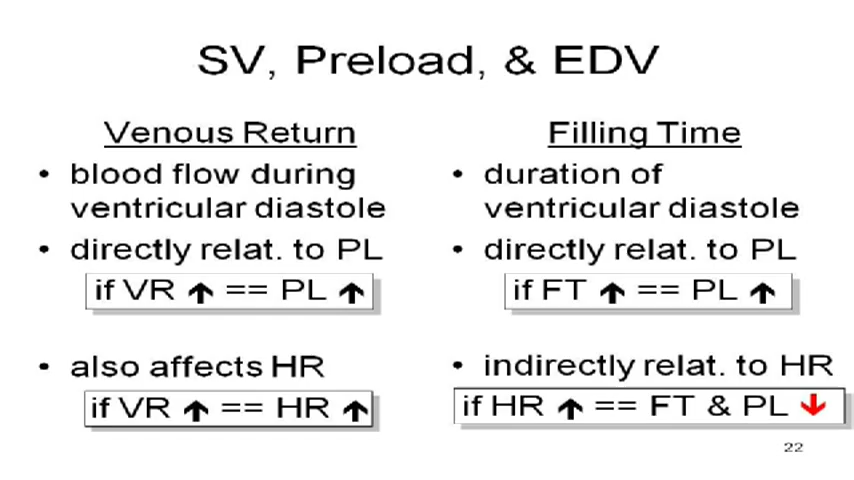 SV, Preload, & EDV
Venous Return
• blood flow during
ventricular diastole
• directly relat. to PL
if VR ↑ == PL ↑
• also affects HR
if VR ↑ == HR ↑
Filling Time
• duration of
ventricular diastole
• directly relat. to PL
if FT ↑ == PL ↑
• indirectly relat. to HR
if HR ↑ == FT & PL ↓
22